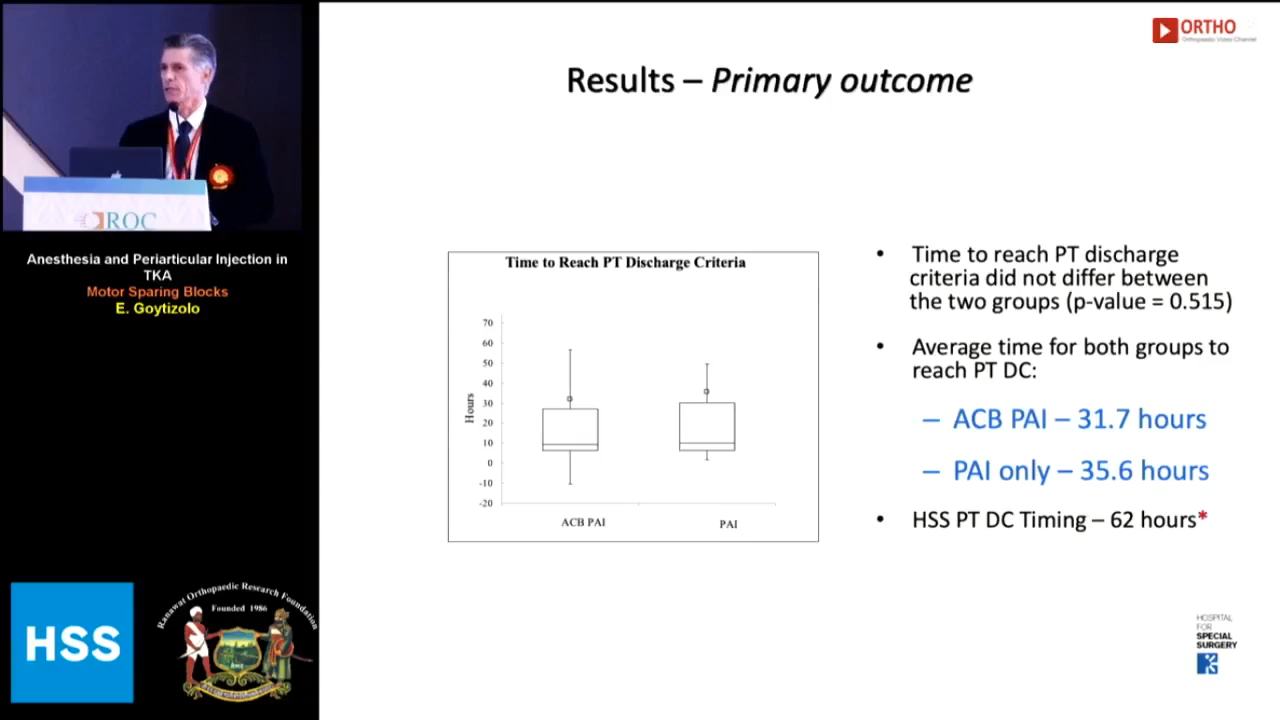 ORTHO
Orthopaedic Video Channel
Results – Primary outcome
ROC
Anesthesia and Periarticular Injection in
TKA
Motor Sparing Blocks
E. Goytizolo
Time to Reach PT Discharge Criteria
Hours
70
60
50
40
30
20
10
0
-10
-20
ACB PAI
PAI
• Time to reach PT discharge
criteria did not differ between
the two groups (p-value = 0.515)
• Average time for both groups to
reach PT DC:
– ACB PAI – 31.7 hours
– PAI only – 35.6 hours
• HSS PT DC Timing – 62 hours*
HSS
Ranawat Orthopaedic Research Foundation
Founded 1986
HOSPITAL
FOR
SPECIAL
SURGERY